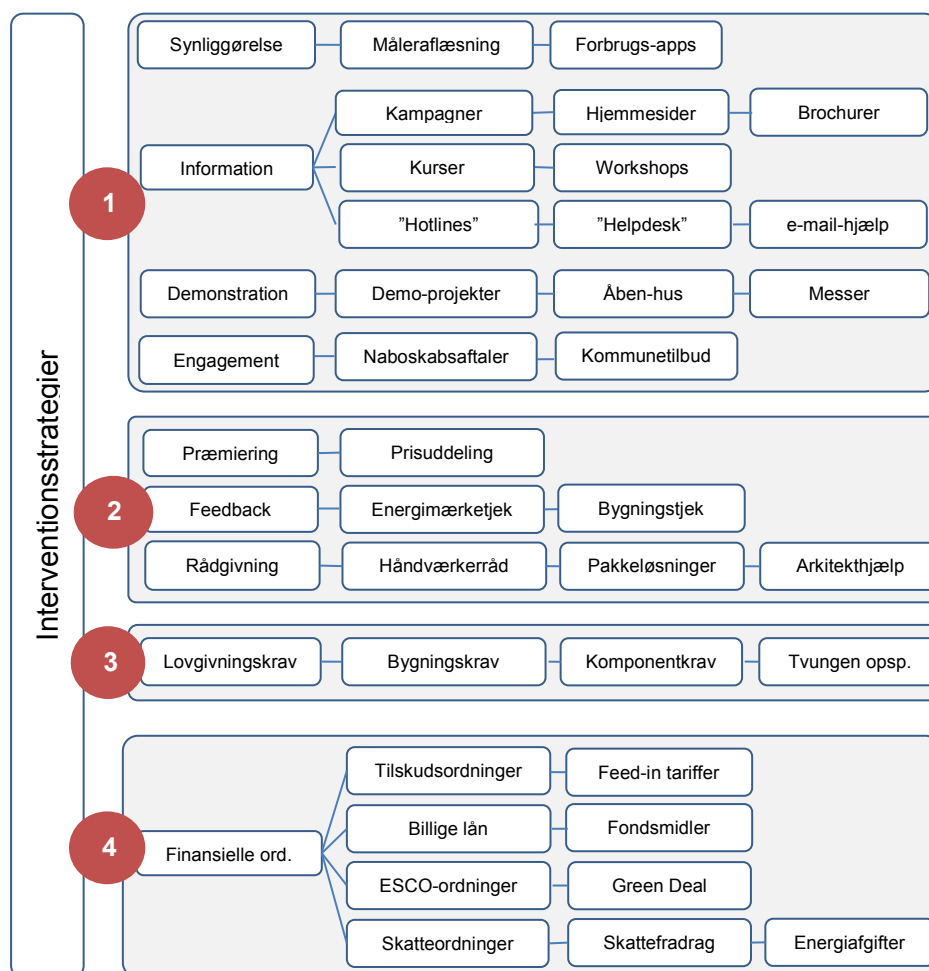 Interventionsstrategier
1
Synliggørelse
Måleraflæsning
Forbrugs-apps
Information
Kampagner
Hjemmesider
Brochurer
Kurser
Workshops
”Hotlines”
”Helpdesk”
e-mail-hjælp
Demonstration
Demo-projekter
Åben-hus
Messer
Engagement
Naboskabsaftaler
Kommunetilbud
2
Præmiering
Prisuddeling
Feedback
Energimærketjek
Bygningstjek
Rådgivning
Håndværkerråd
Pakkeløsninger
Arkitekthjælp
3
Lovgivningskrav
Bygningskrav
Komponentkrav
Tvungen opsp.
4
Finansielle ord.
Tilskudsordninger
Feed-in tariffer
Billige lån
Fondsmidler
ESCO-ordninger
Green Deal
Skatteordninger
Skattefradrag
Energiafgifter